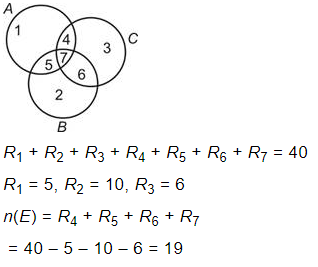 A
1
4
C
3
7
5
6
2
B
R₁ + R₂ + R₃ + R₄ + R₅ + R₆ + R₇ = 40
R₁ = 5, R₂ = 10, R₃ = 6
n(E) = R₄ + R₅ + R₆ + R₇
= 40 – 5 – 10 – 6 = 19